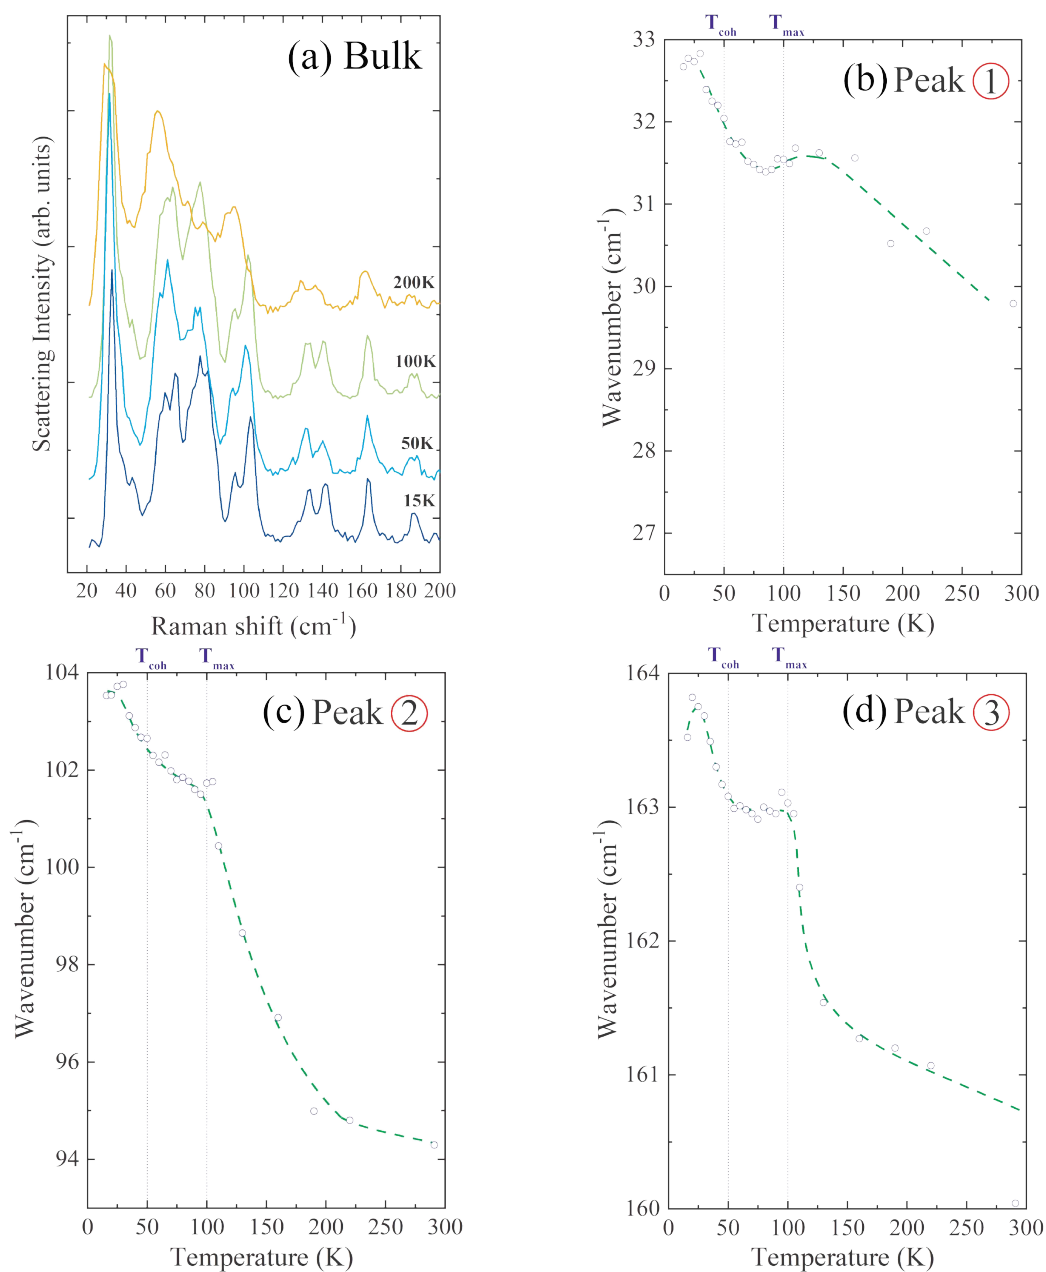 (a) Bulk
Scattering Intensity (arb. units)
200K
100K
50K
15K
20 40 60 80 100 120 140 160 180 200
Raman shift (cm-1)
Tcoh Tmax
(b) Peak 1
Wavenumber (cm-1)
33
32
31
30
29
28
27
0 50 100 150 200 250 300
Temperature (K)
Tcoh Tmax
(c) Peak 2
Wavenumber (cm-1)
104
102
100
98
96
94
0 50 100 150 200 250 300
Temperature (K)
Tcoh Tmax
(d) Peak 3
Wavenumber (cm-1)
164
163
162
161
160
0 50 100 150 200 250 300
Temperature (K)